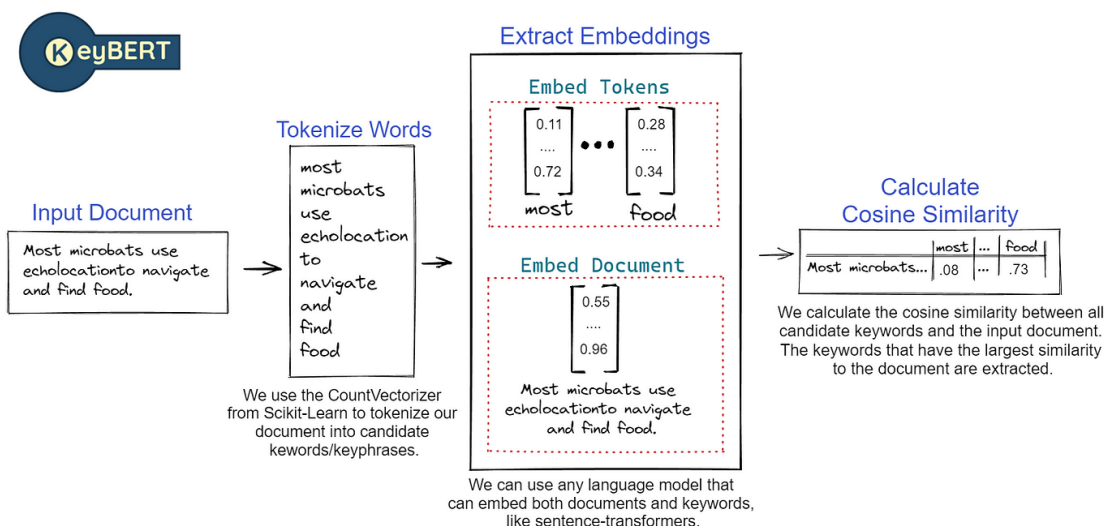 KeyBERT
Input Document
Most microbats use
echolocationto navigate
and find food.
Tokenize Words
most
microbats
use
echolocation
to
navigate
and
find
food
We use the CountVectorizer
from Scikit-Learn to tokenize our
document into candidate
kewords/keyphrases.
Extract Embeddings
Embed Tokens
0.11 0.28
.... ....
0.72 0.34
most ... food
Embed Document
0.55
....
0.96
Most microbats use
echolocationto navigate
and find food.
We can use any language model that
can embed both documents and keywords,
like sentence-transformers.
Calculate
Cosine Similarity
most ... food
Most microbats... .08 ... .73
We calculate the cosine similarity between all
candidate keywords and the input document.
The keywords that have the largest similarity
to the document are extracted.